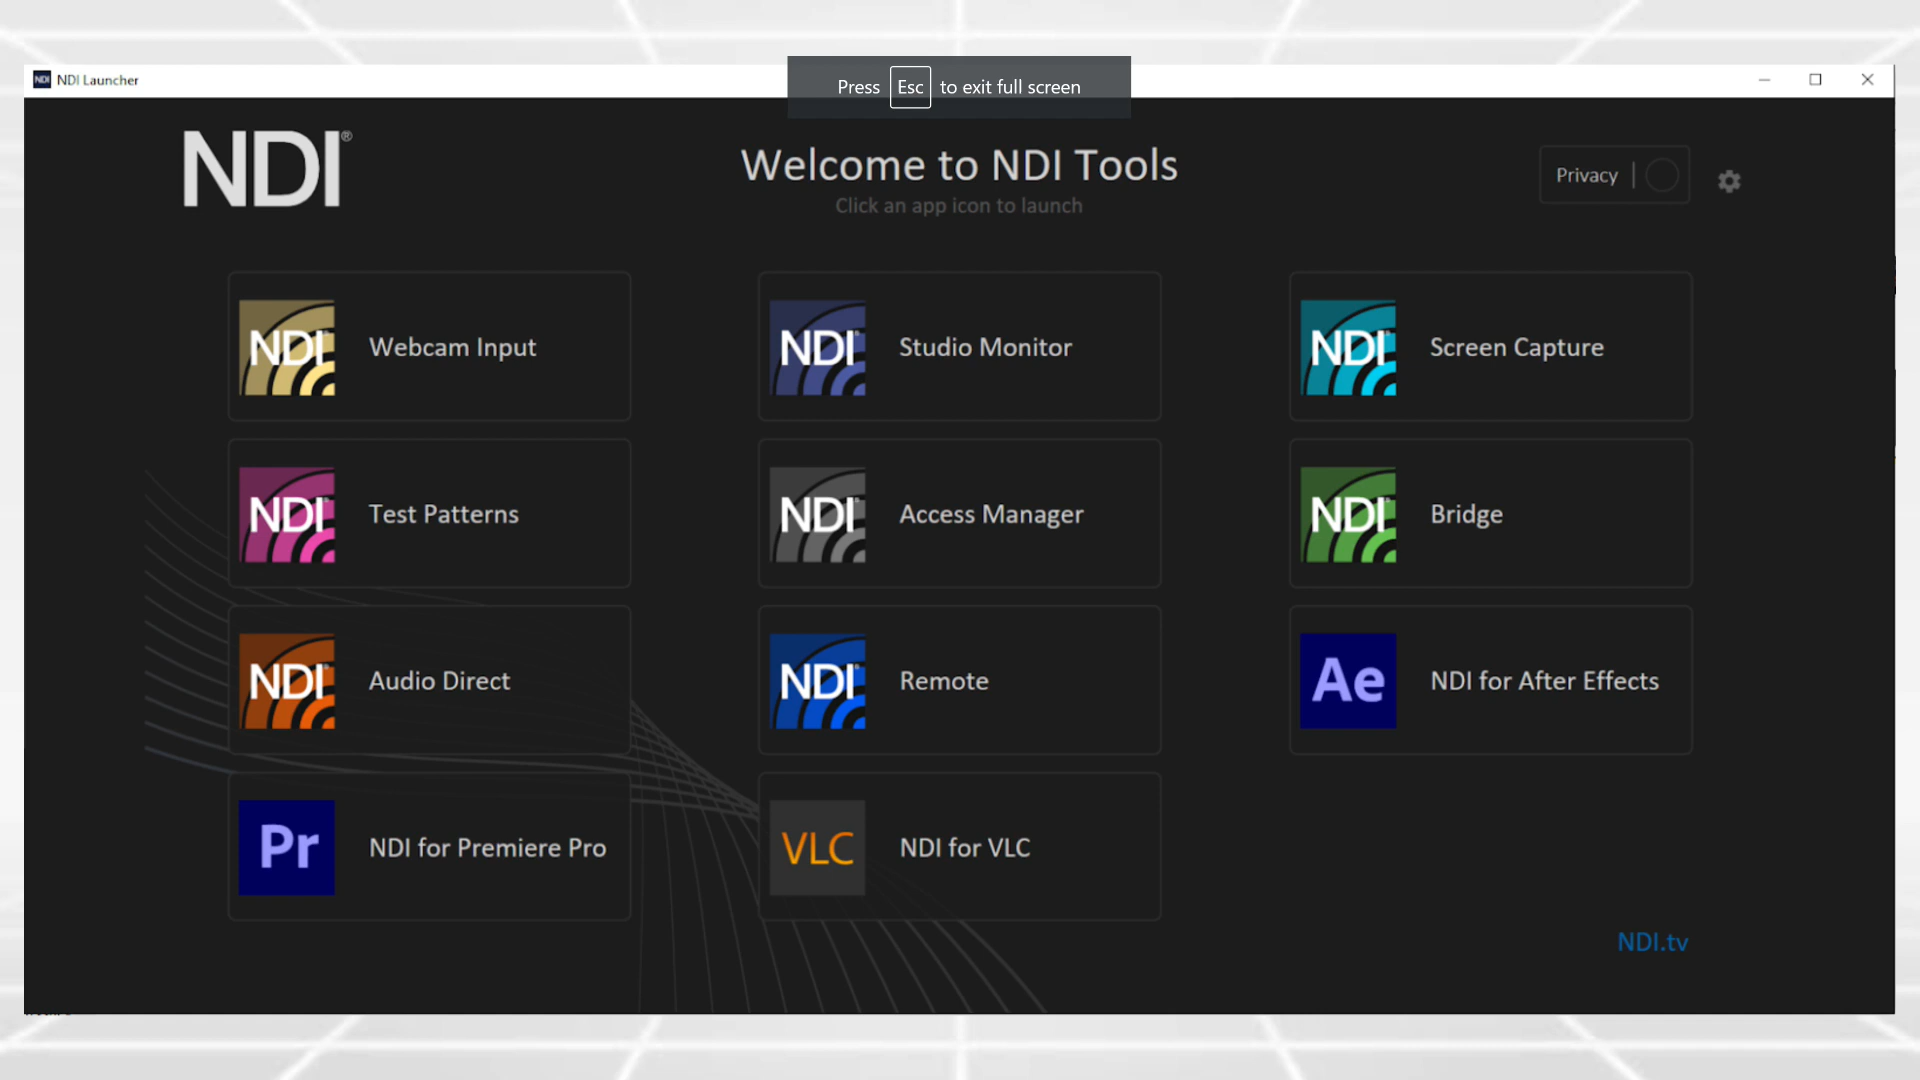 NDI NDI Launcher
Press Esc to exit full screen
NDI®
Welcome to NDI Tools
Click an app icon to launch
Privacy |
NDI® Webcam Input
NDI® Studio Monitor
NDI® Screen Capture
NDI® Test Patterns
NDI® Access Manager
NDI® Bridge
NDI® Audio Direct
NDI® Remote
Ae NDI for After Effects
Pr NDI for Premiere Pro
VLC NDI for VLC
NDI.tv